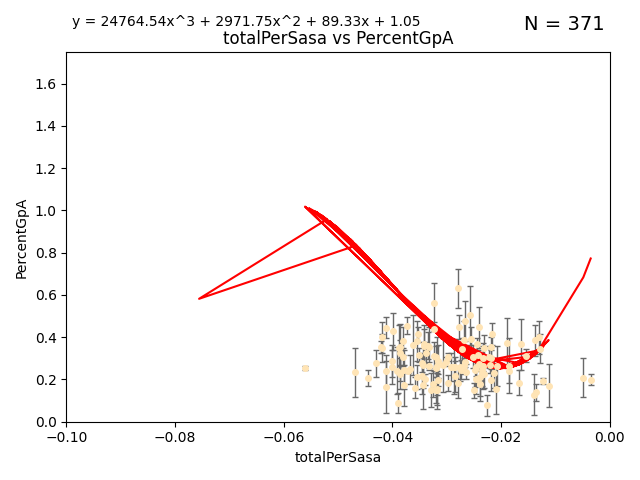 y = 24764.54x^3 + 2971.75x^2 + 89.33x + 1.05
N = 371
totalPerSasa vs PercentGpA
PercentGpA
1.6
1.4
1.2
1.0
0.8
0.6
0.4
0.2
0.0
−0.10 −0.08 −0.06 −0.04 −0.02 0.00
totalPerSasa